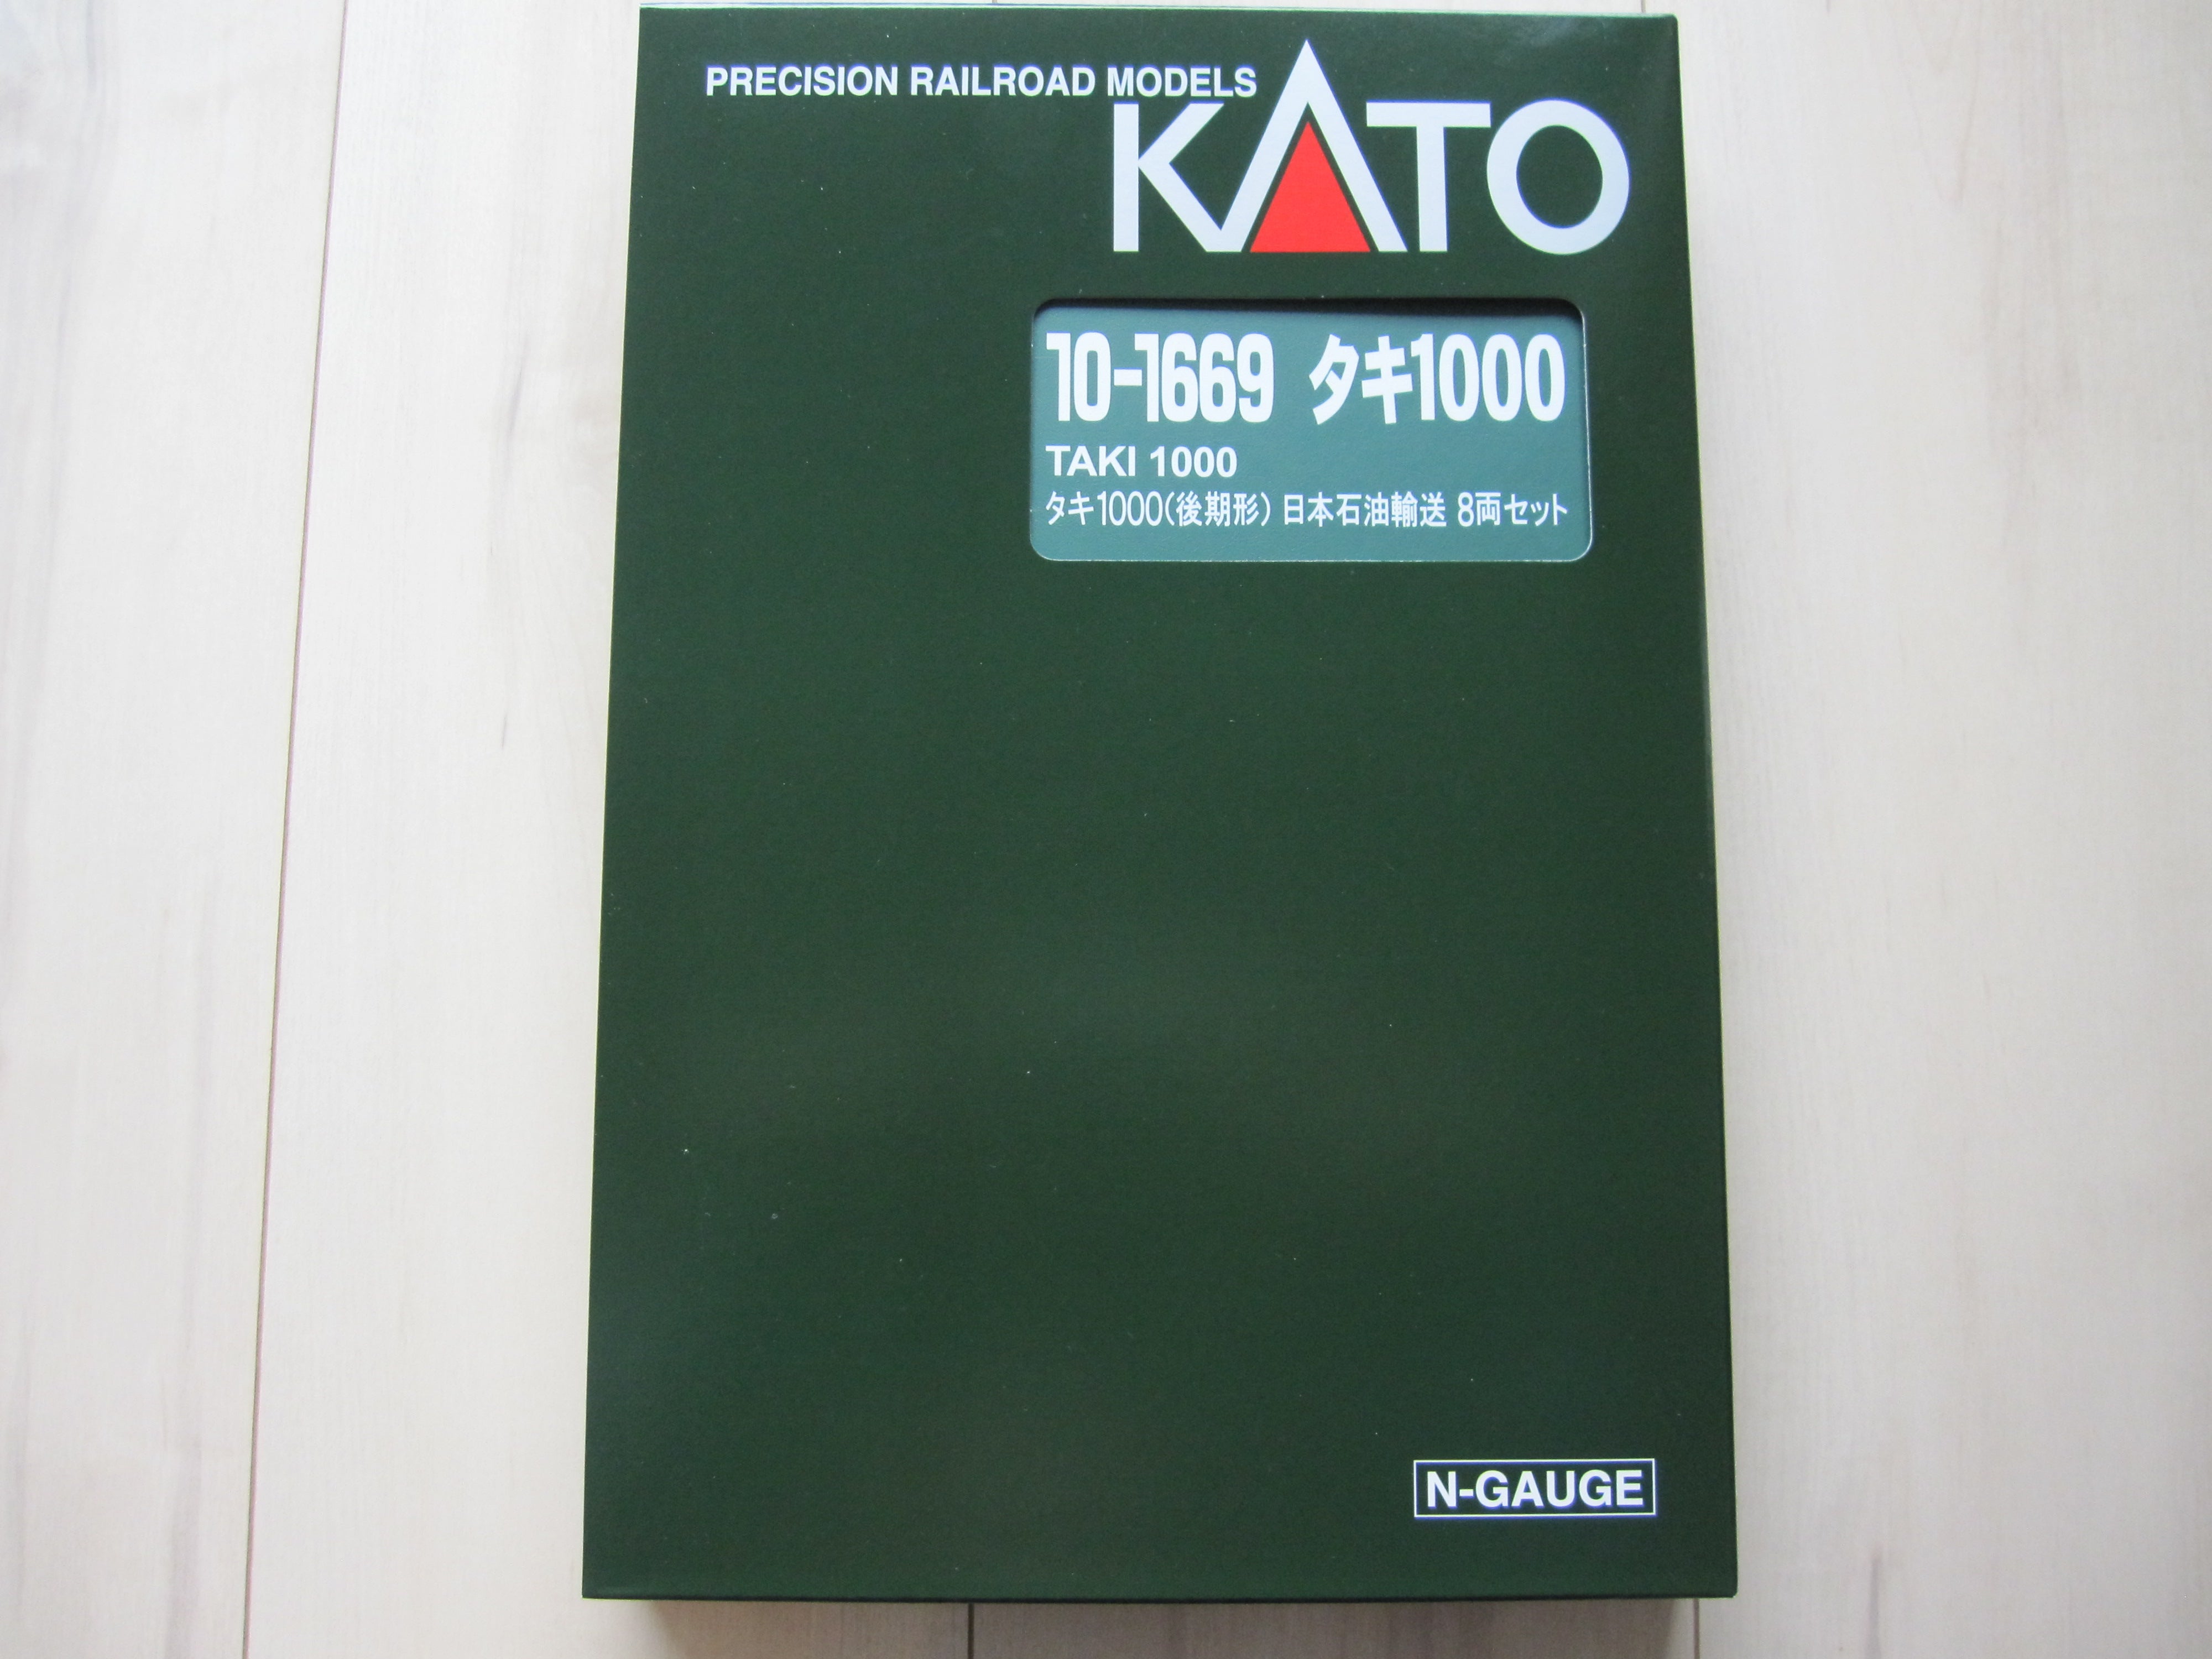 PRECISION RAILROAD MODELS
KATO
10-1669 タキ1000
TAKI 1000
タキ1000(後期形) 日本石油輸送 8両セット
N-GAUGE